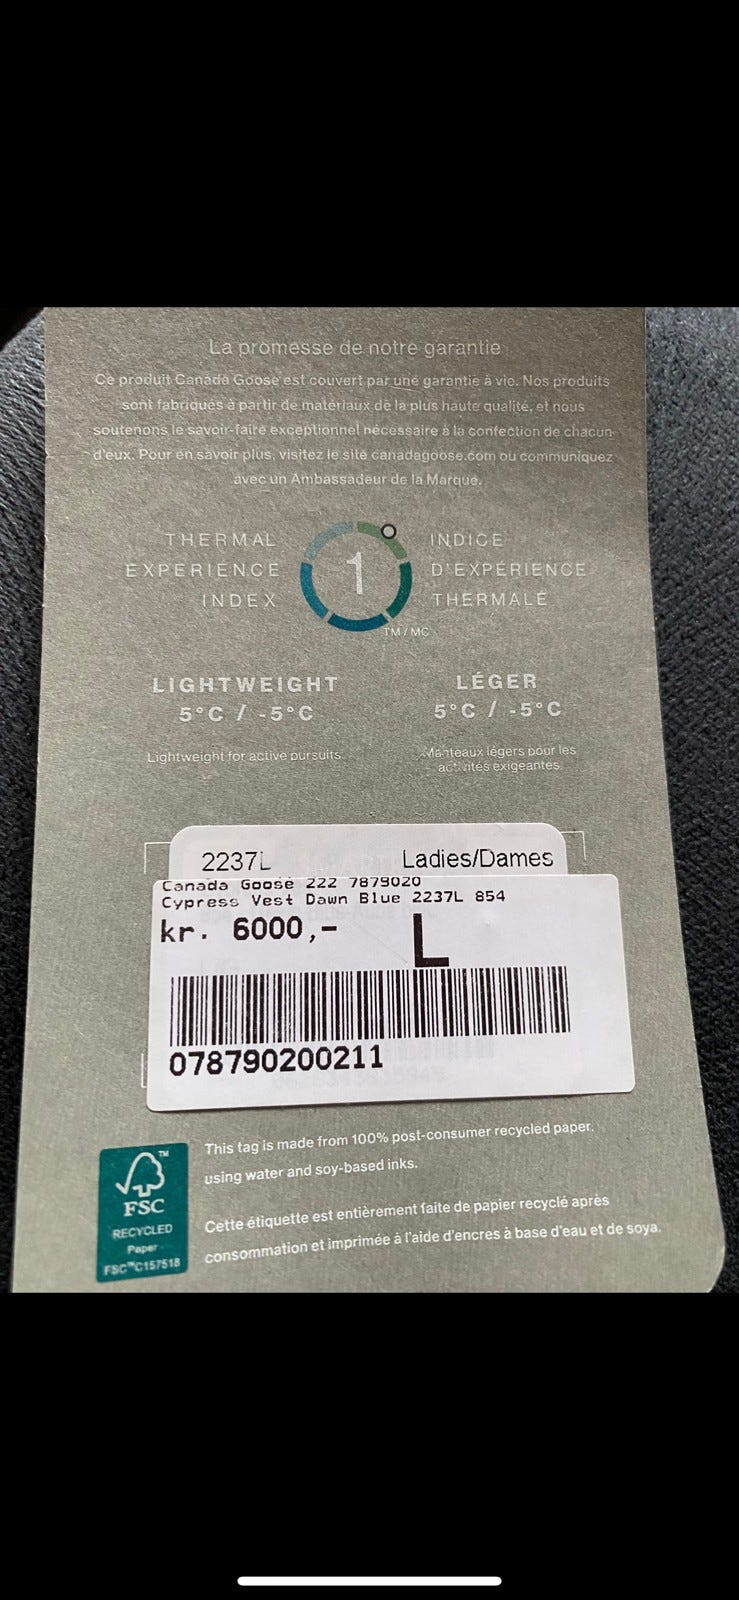 La promesse de notre garantie
Ce produit Canada Goose est couvert par une garantie à vie. Nos produits
sont fabriqués à partir de matériaux de la plus haute qualité, et nous
soutenons le savoir-faire exceptionnel nécessaire à la confection de chacun
d'eux. Pour en savoir plus, visitez le site canadagoose.com ou communiquez
avec un Ambassadeur de la Marque.
THERMAL
EXPERIENCE
INDEX
1
TM/MC
INDICE
D'EXPÉRIENCE
THERMALE
LIGHTWEIGHT
5°C / -5°C
Lightweight for active pursuits
LÉGER
5°C / -5°C
Manteaux légers pour les
activités exigeantes
2237L Ladies/Dames
Canada Goose 222 7879020
Cypress Vest Dawn Blue 2237L 854
kr. 6000,- L
078790200211
FSC
RECYCLED
Paper
FSC™C157518
This tag is made from 100% post-consumer recycled paper.
using water and soy-based inks.
Cette étiquette est entièrement faite de papier recyclé après
consommation et imprimée à l'aide d'encres à base d'eau et de soya.